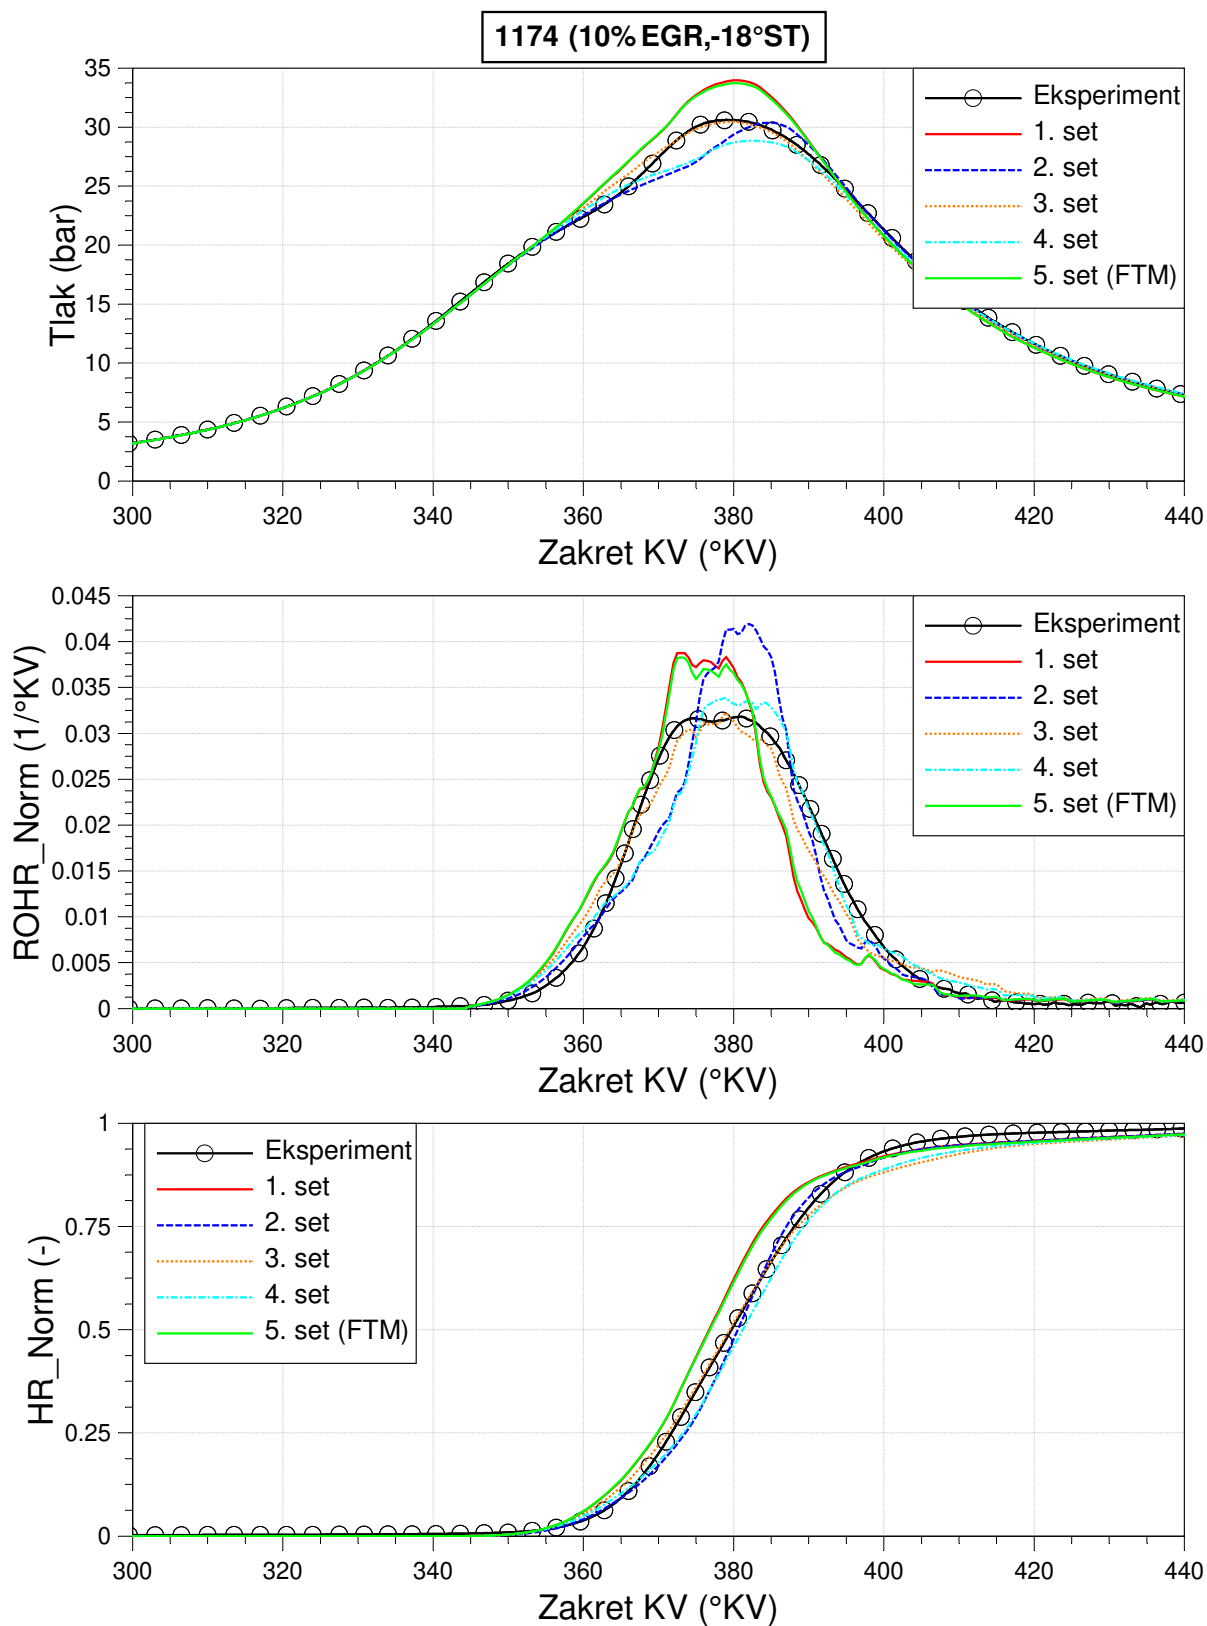 1174 (10% EGR,-18°ST)
35
30
25
20
15
10
5
0
Tlak (bar)
Eksperiment
1. set
2. set
3. set
4. set
5. set (FTM)
300 320 340 360 380 400 420 440
Zakret KV (°KV)
0.045
0.04
0.035
0.03
0.025
0.02
0.015
0.01
0.005
0
ROHR_Norm (1/°KV)
Eksperiment
1. set
2. set
3. set
4. set
5. set (FTM)
300 320 340 360 380 400 420 440
Zakret KV (°KV)
1
0.75
0.5
0.25
0
HR_Norm (-)
Eksperiment
1. set
2. set
3. set
4. set
5. set (FTM)
300 320 340 360 380 400 420 440
Zakret KV (°KV)